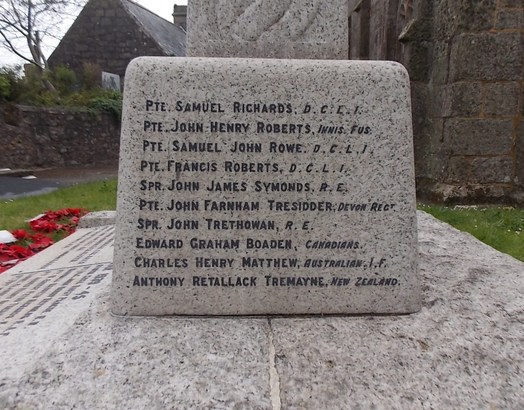 PTE. SAMUEL RICHARDS, D.C.L.I.
PTE. JOHN HENRY ROBERTS, INNIS. FUS.
PTE. SAMUEL JOHN ROWE, D.C.L.I.
PTE. FRANCIS ROBERTS, D.C.L.I.
SPR. JOHN JAMES SYMONDS, R.E.
PTE. JOHN FARNHAM TRESIDDER, DEVON REGT.
SPR. JOHN TRETHOWAN, R.E.
EDWARD GRAHAM BOADEN, CANADIANS.
CHARLES HENRY MATTHEW, AUSTRALIAN I.F.
ANTHONY RETALLACK TREMAYNE, NEW ZEALAND.